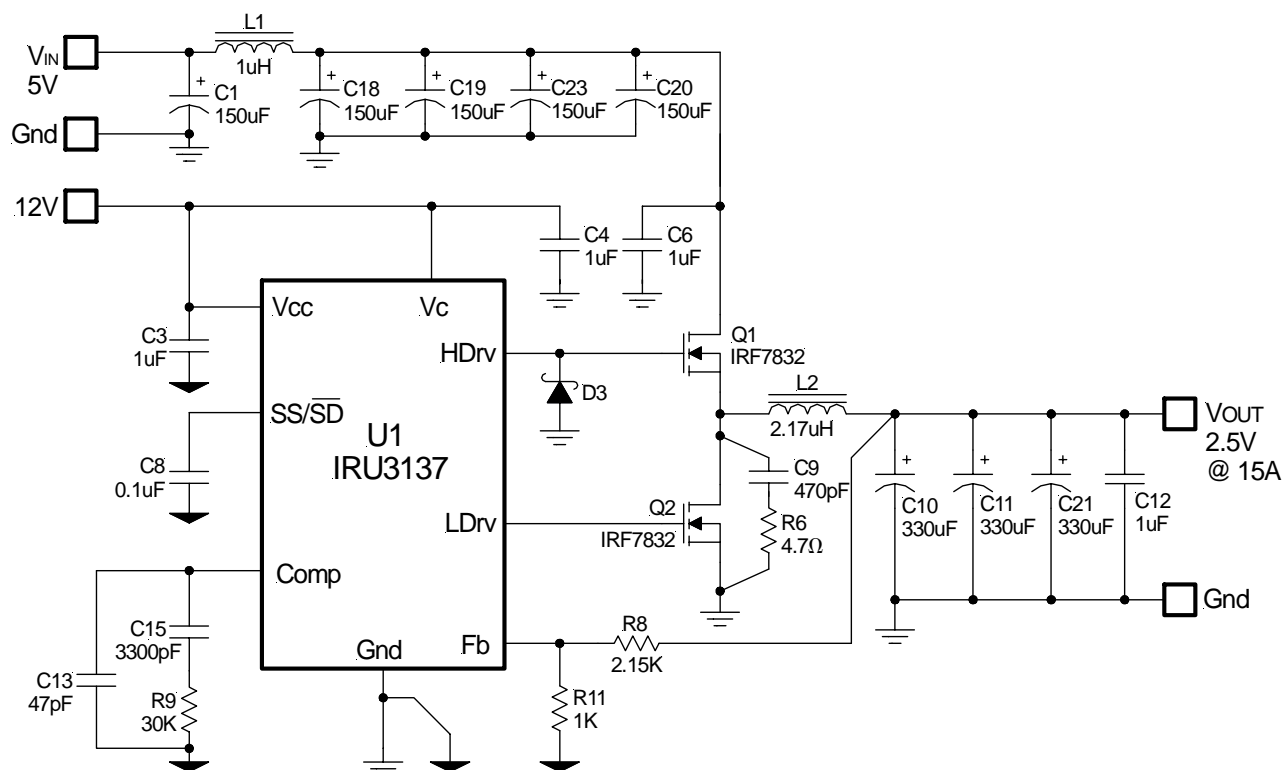 L1
VIN
5V
1uH
C1
150uF
C18
150uF
C19
150uF
C23
150uF
C20
150uF
Gnd
12V
C4
1uF
C6
1uF
Vcc
Vc
C3
1uF
HDrv
Q1
IRF7832
D3
L2
2.17uH
VOUT
2.5V
@ 15A
SS/SD
U1
IRU3137
C8
0.1uF
C9
470pF
R6
4.7Ω
C10
330uF
C11
330uF
C21
330uF
C12
1uF
LDrv
Q2
IRF7832
Comp
Gnd
C15
3300pF
C13
47pF
R9
30K
Gnd
Fb
R8
2.15K
R11
1K